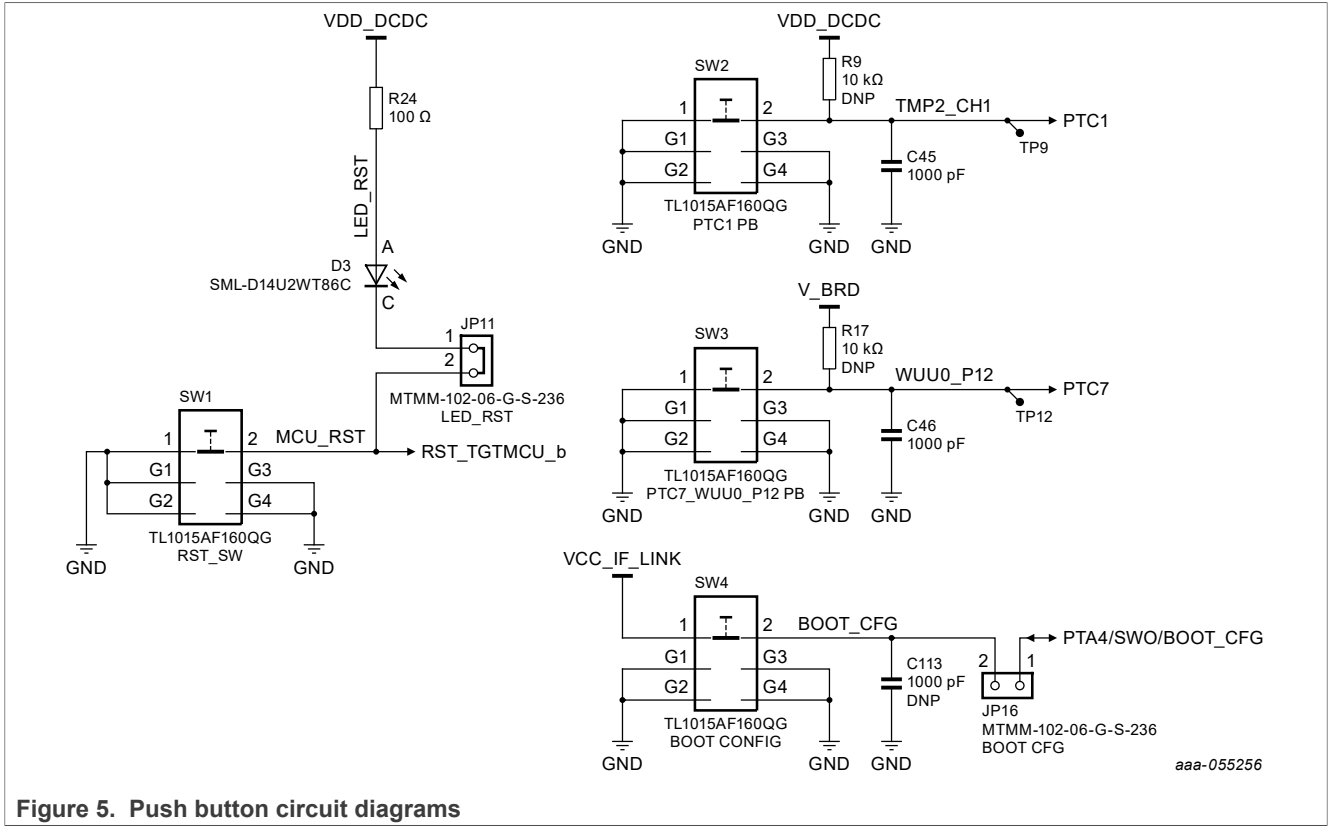 VDD_DCDC
R24
100 Ω
LED_RST
A
D3
SML-D14U2WT86C
C
JP11
1
2
MTMM-102-06-G-S-236
LED_RST
SW1
1
2
MCU_RST
RST_TGTMCU_b
G1
G3
G2
G4
TL1015AF160QG
RST_SW
GND
GND
VDD_DCDC
SW2
R9
10 kΩ
DNP
1
2
TMP2_CH1
PTC1
TP9
G1
G3
G2
G4
C45
1000 pF
TL1015AF160QG
PTC1 PB
GND
GND
GND
V_BRD
SW3
R17
10 kΩ
DNP
1
2
WUU0_P12
PTC7
TP12
G1
G3
G2
G4
C46
1000 pF
TL1015AF160QG
PTC7_WUU0_P12 PB
GND
GND
GND
VCC_IF_LINK
SW4
1
2
BOOT_CFG
PTA4/SWO/BOOT_CFG
G1
G3
G2
G4
C113
1000 pF
DNP
2
1
JP16
MTMM-102-06-G-S-236
BOOT CFG
TL1015AF160QG
BOOT CONFIG
GND
GND
GND
aaa-055256
Figure 5. Push button circuit diagrams